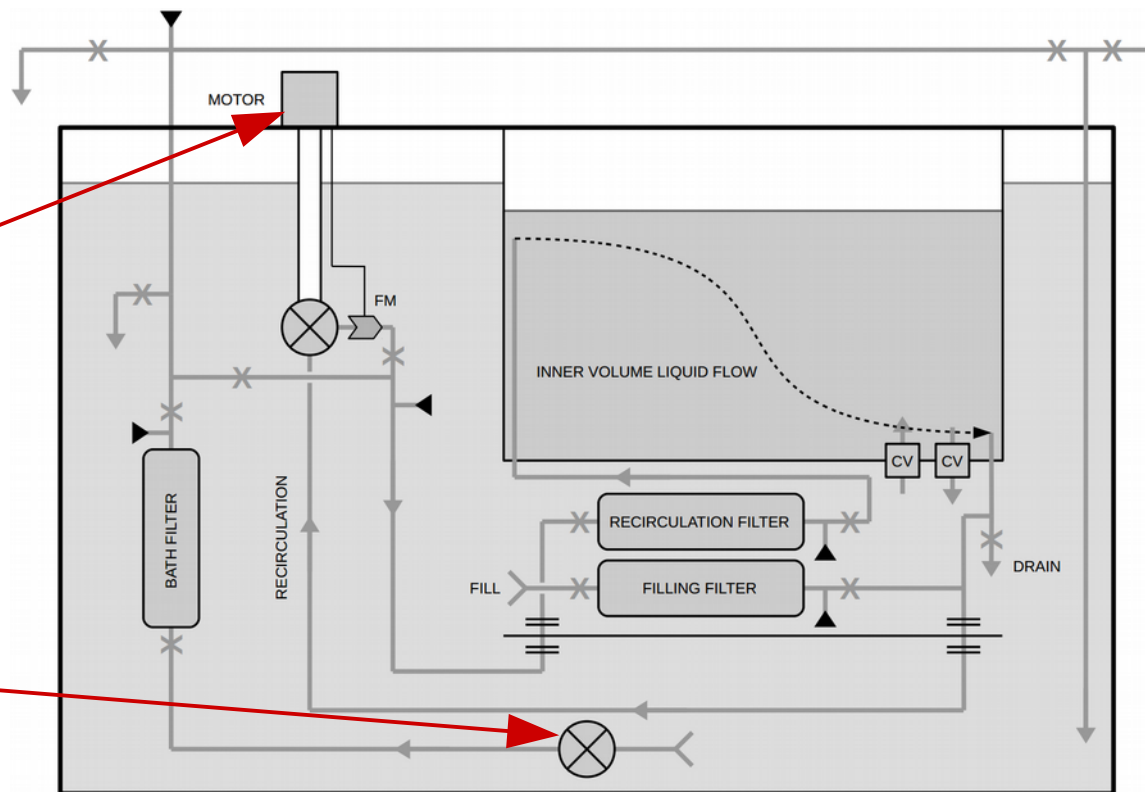 MOTOR
FM
INNER VOLUME LIQUID FLOW
CV
CV
BATH FILTER
RECIRCULATION
RECIRCULATION FILTER
FILL
FILLING FILTER
DRAIN